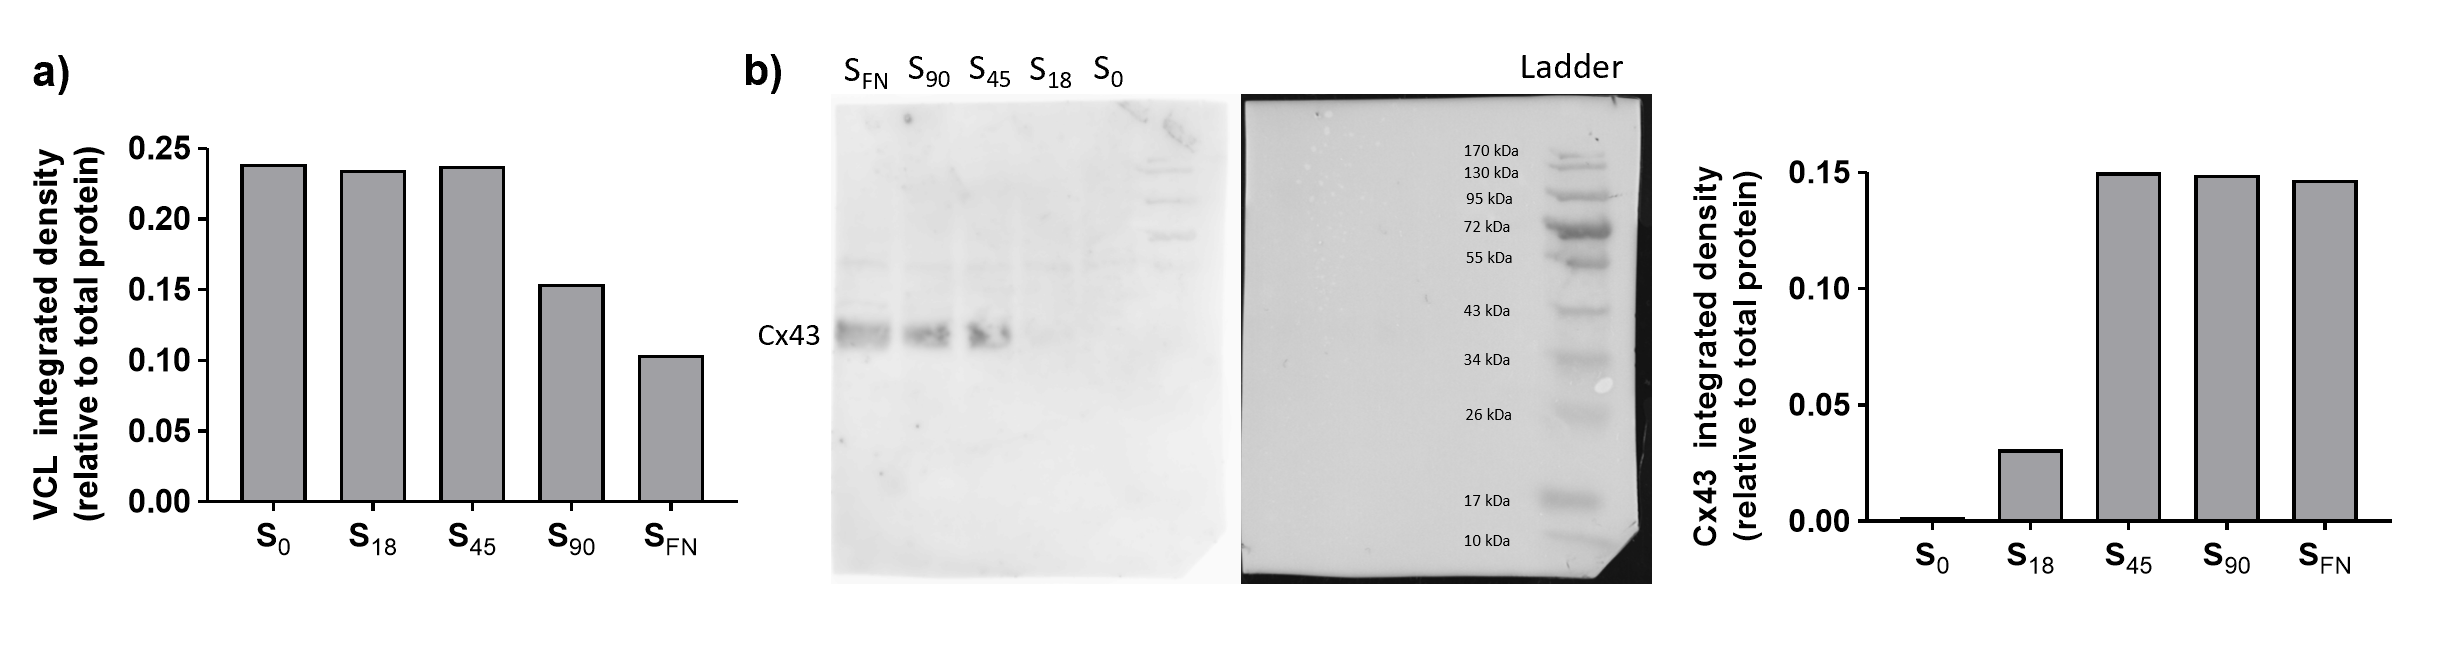 a)
VCL integrated density
(relative to total protein)
0.25
0.20
0.15
0.10
0.05
0.00
S0
S18
S45
S90
SFN
b)
SFN S90 S45 S18 S0
Cx43
Ladder
170 kDa
130 kDa
95 kDa
72 kDa
55 kDa
43 kDa
34 kDa
26 kDa
17 kDa
10 kDa
Cx43 integrated density
(relative to total protein)
0.15
0.10
0.05
0.00
S0
S18
S45
S90
SFN